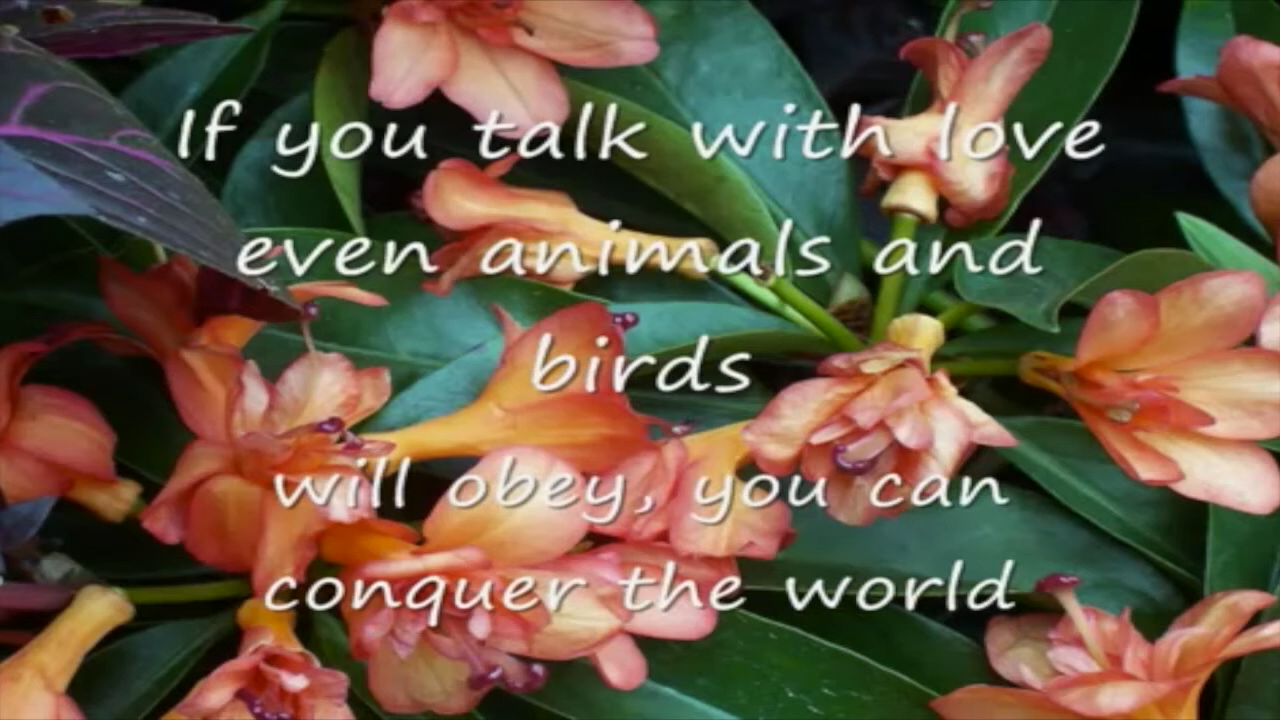 If you talk with love
even animals and
birds
will obey, you can
conquer the world